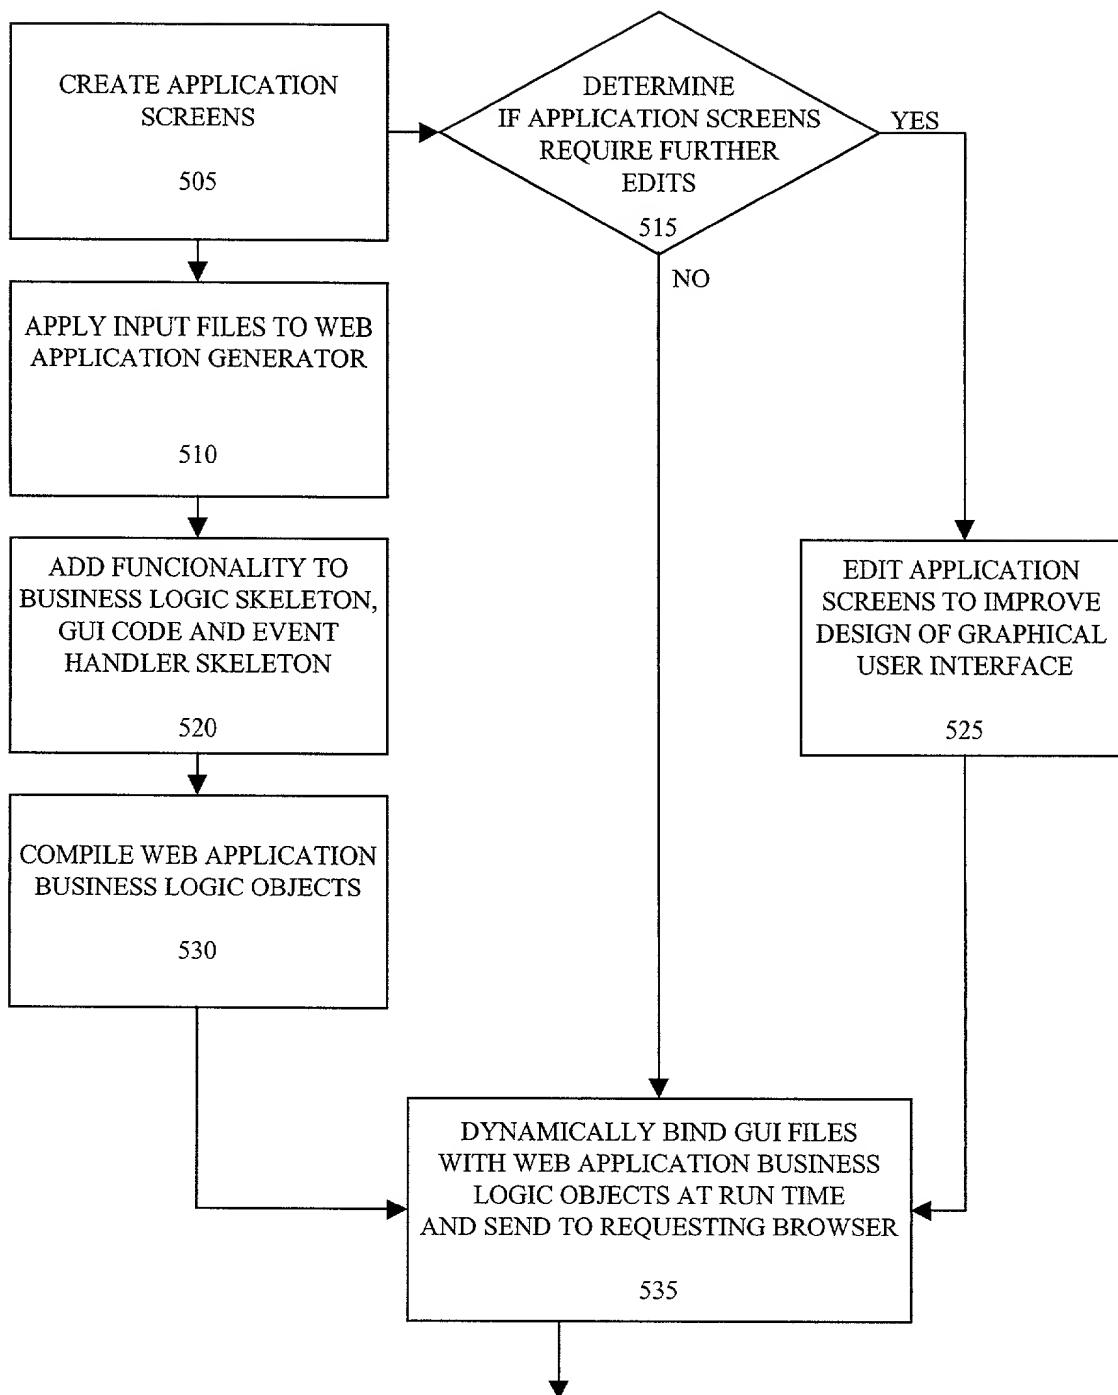 CREATE APPLICATION
SCREENS
505
DETERMINE
IF APPLICATION SCREENS
REQUIRE FURTHER
EDITS
515
YES
NO
APPLY INPUT FILES TO WEB
APPLICATION GENERATOR
510
ADD FUNCIONALITY TO
BUSINESS LOGIC SKELETON,
GUI CODE AND EVENT
HANDLER SKELETON
520
EDIT APPLICATION
SCREENS TO IMPROVE
DESIGN OF GRAPHICAL
USER INTERFACE
525
COMPILE WEB APPLICATION
BUSINESS LOGIC OBJECTS
530
DYNAMICALLY BIND GUI FILES
WITH WEB APPLICATION BUSINESS
LOGIC OBJECTS AT RUN TIME
AND SEND TO REQUESTING BROWSER
535